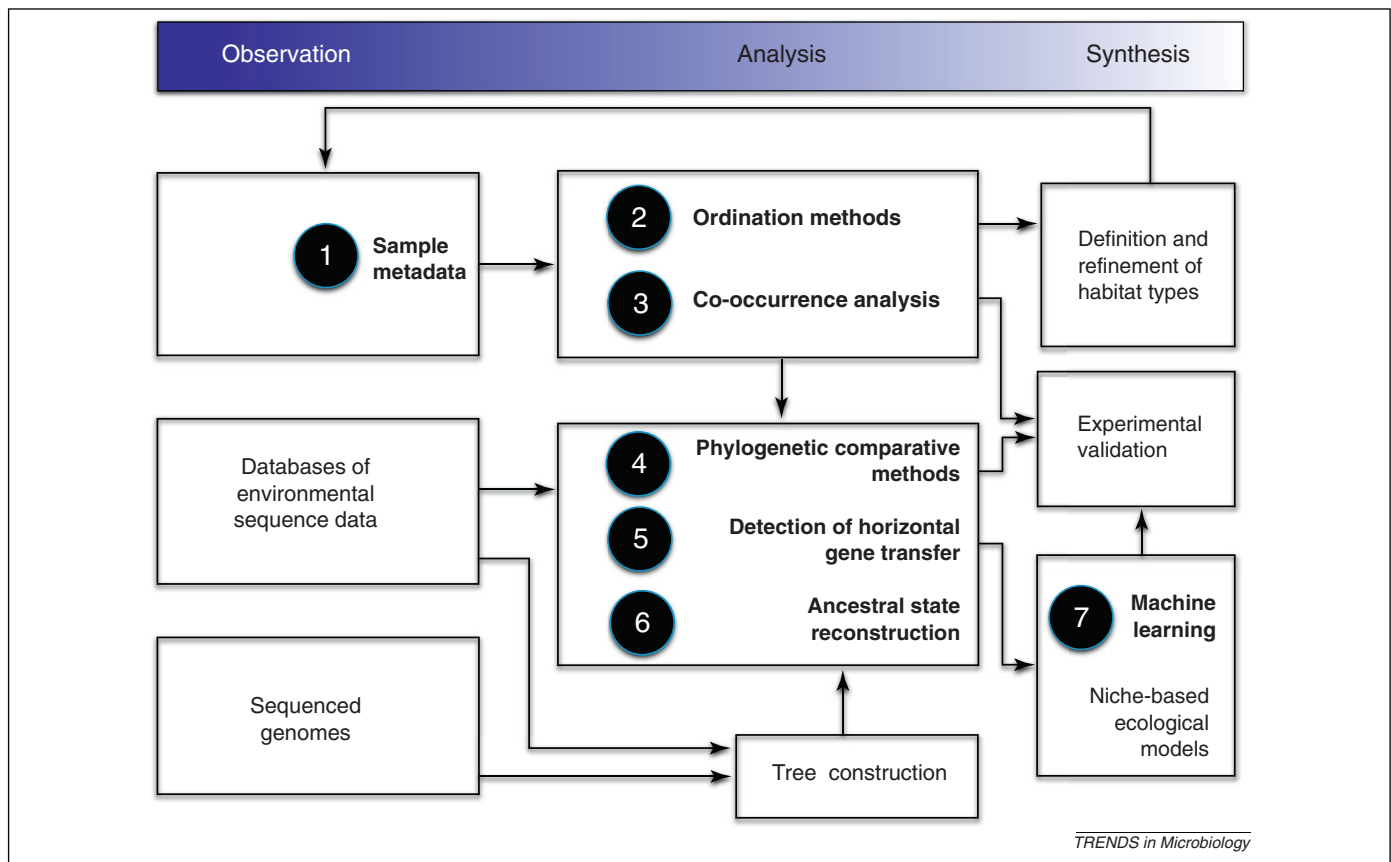 Observation
Analysis
Synthesis
1
Sample
metadata
2
Ordination methods
3
Co-occurrence analysis
Definition and
refinement of
habitat types
Databases of
environmental
sequence data
4
Phylogenetic comparative
methods
5
Detection of horizontal
gene transfer
6
Ancestral state
reconstruction
Experimental
validation
Sequenced
genomes
Tree construction
7
Machine
learning
Niche-based
ecological
models
TRENDS in Microbiology